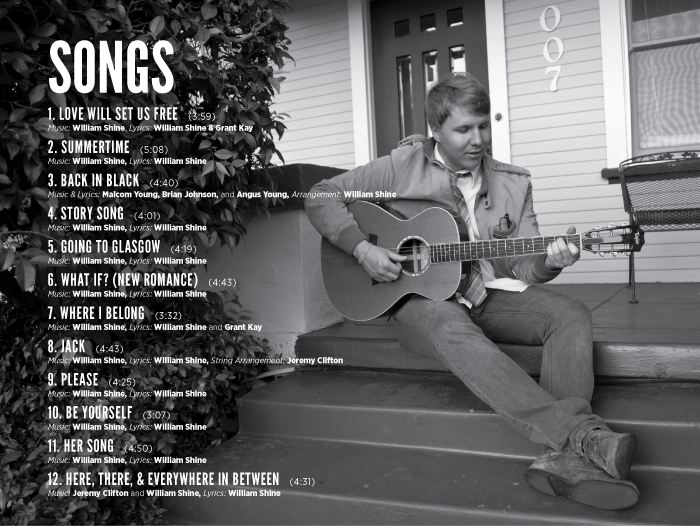 SONGS
1. LOVE WILL SET US FREE (3:59)
Music: William Shine, Lyrics: William Shine & Grant Kay
2. SUMMERTIME (5:08)
Music: William Shine, Lyrics: William Shine
3. BACK IN BLACK (4:40)
Music & Lyrics: Malcom Young, Brian Johnson, and Angus Young, Arrangement: William Shine
4. STORY SONG (4:01)
Music: William Shine, Lyrics: William Shine
5. GOING TO GLASGOW (4:19)
Music: William Shine, Lyrics: William Shine
6. WHAT IF? (NEW ROMANCE) (4:43)
Music: William Shine, Lyrics: William Shine
7. WHERE I BELONG (3:32)
Music: William Shine, Lyrics: William Shine and Grant Kay
8. JACK (4:43)
Music: William Shine, Lyrics: William Shine, String Arrangement: Jeremy Clifton
9. PLEASE (4:25)
Music: William Shine, Lyrics: William Shine
10. BE YOURSELF (3:07)
Music: William Shine, Lyrics: William Shine
11. HER SONG (4:50)
Music: William Shine, Lyrics: William Shine
12. HERE, THERE, & EVERYWHERE IN BETWEEN (4:31)
Music: Jeremy Clifton and William Shine, Lyrics: William Shine
007